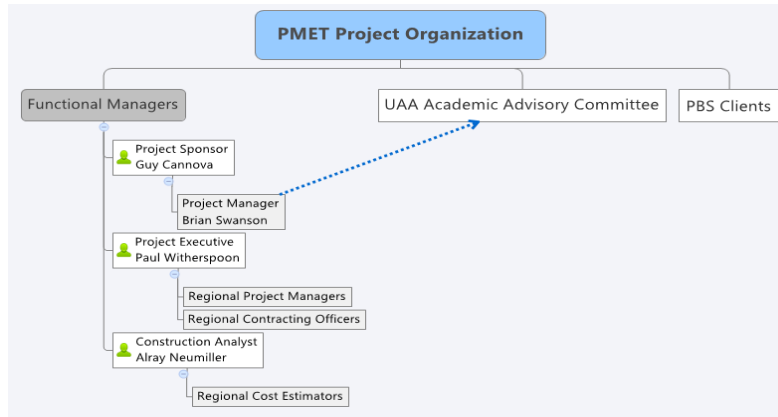 PMET Project Organization
Functional Managers
UAA Academic Advisory Committee
PBS Clients
Project Sponsor
Guy Cannova
Project Manager
Brian Swanson
Project Executive
Paul Witherspoon
Regional Project Managers
Regional Contracting Officers
Construction Analyst
Alray Neumiller
Regional Cost Estimators